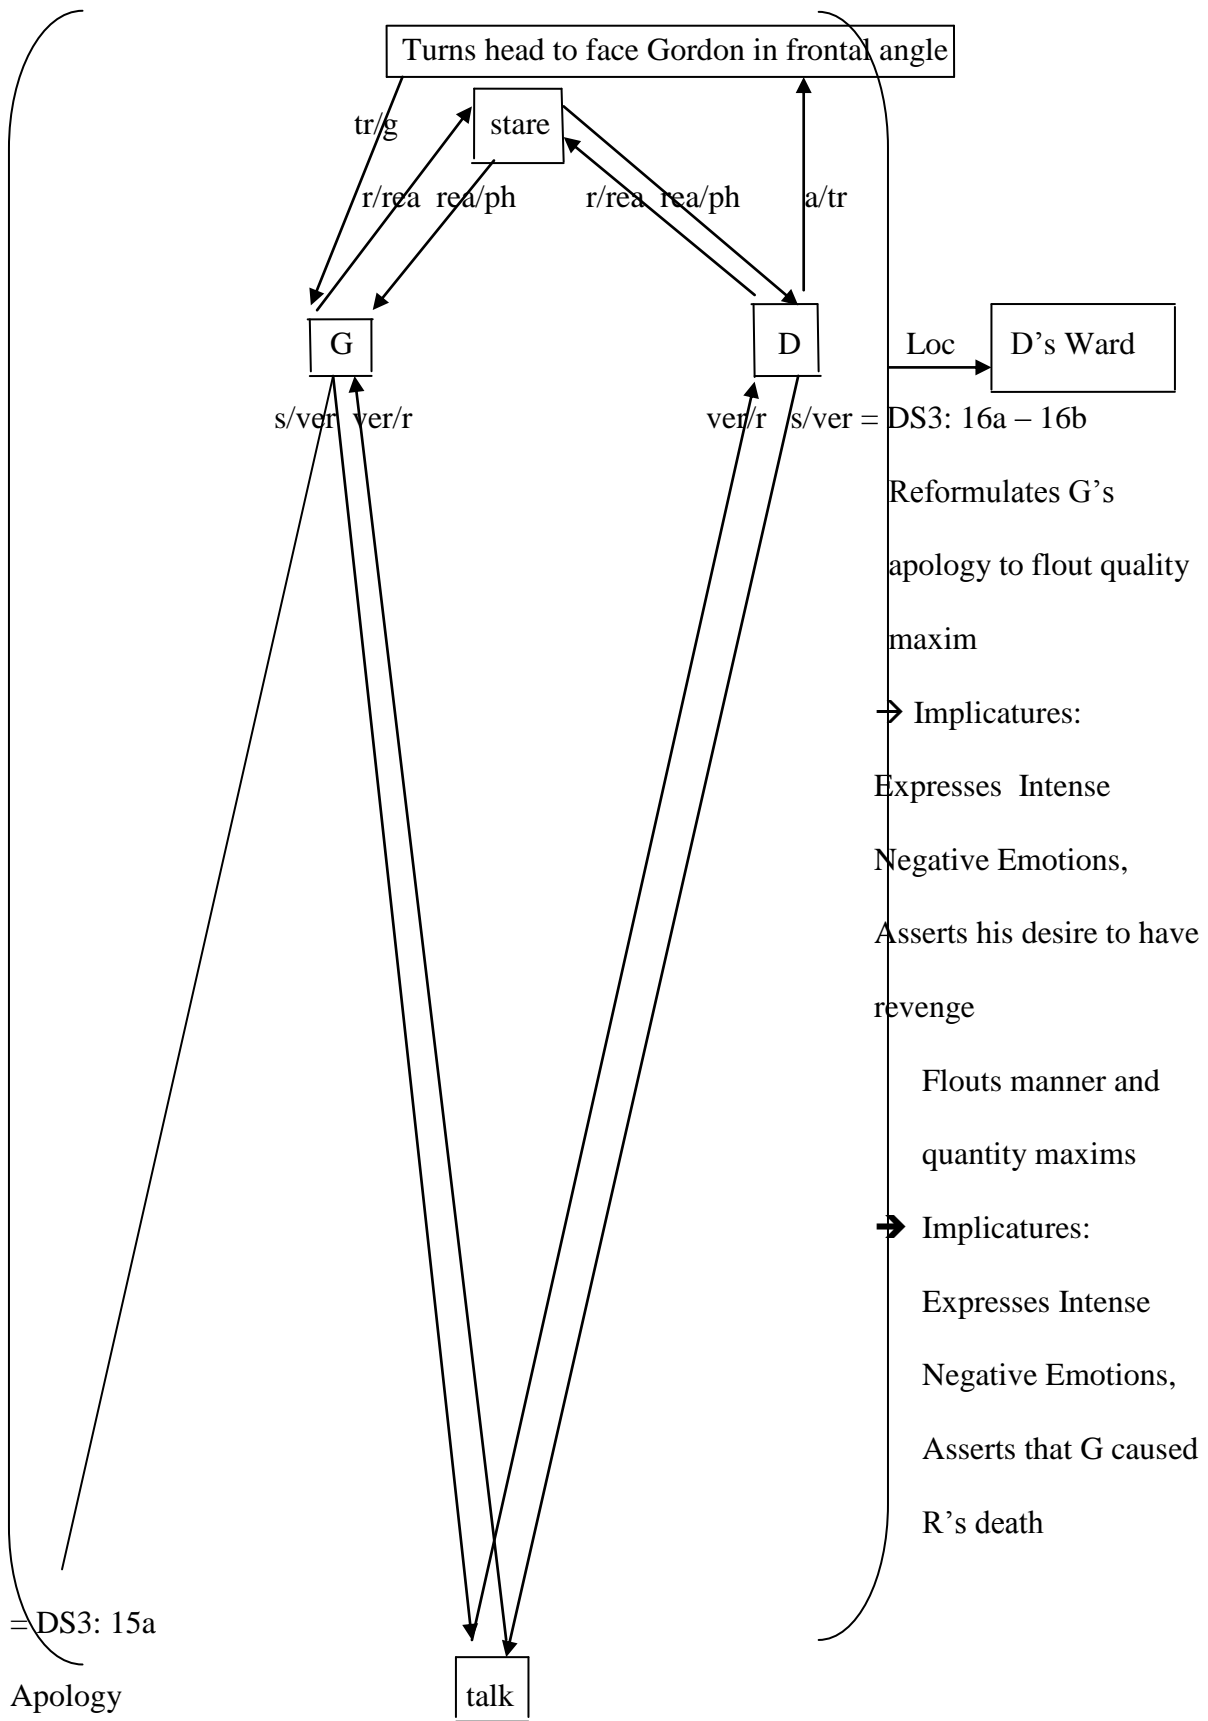 Turns head to face Gordon in frontal angle
tr/g stare
r/rea rea/ph r/rea rea/ph a/tr
G D Loc D’s Ward
s/ver ver/r ver/r s/ver = DS3: 16a – 16b
Reformulates G’s
apology to flout quality
maxim
→ Implicatures:
Expresses Intense
Negative Emotions,
Asserts his desire to have
revenge
Flouts manner and
quantity maxims
➔ Implicatures:
Expresses Intense
Negative Emotions,
Asserts that G caused
R’s death
= DS3: 15a
Apology talk